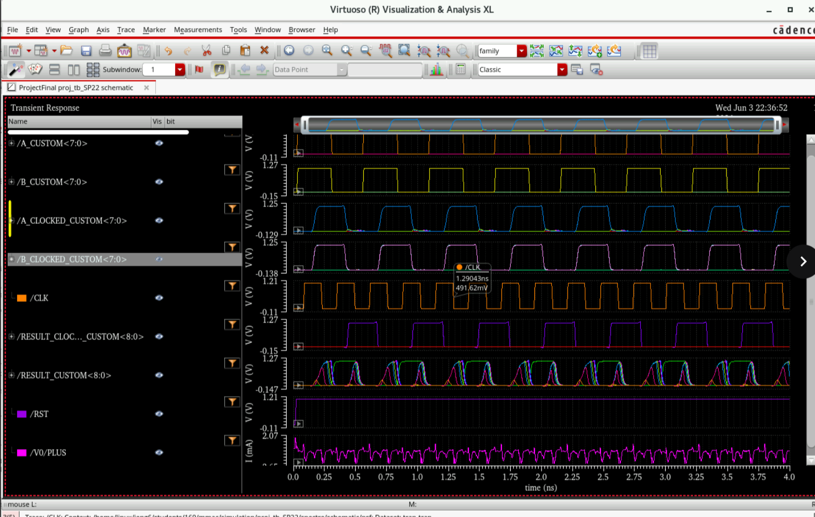 Virtuoso (R) Visualization & Analysis XL
File Edit View Graph Axis Trace Marker Measurements Tools Window Browser Help
cādence
family
Subwindow: 1
Data Point
Classic
ProjectFinal proj_tb_SP22 schematic
Transient Response
Wed Jun 3 22:36:52
Name Vis bit
/A_CUSTOM<7:0>
V (V)
-0.11
/B_CUSTOM<7:0>
V (V)
1.27
-0.15
/A_CLOCKED_CUSTOM<7:0>
V (V)
1.25
-0.129
/B_CLOCKED_CUSTOM<7:0>
V (V)
1.25
-0.138
/CLK
1.29043ns
491.62mV
/CLK
V (V)
1.21
-0.11
/RESULT_CLOC..._CUSTOM<8:0>
V (V)
1.27
-0.15
/RESULT_CUSTOM<8:0>
V (V)
1.27
-0.147
/RST
V (V)
1.21
-0.11
/V0/PLUS
I (mA)
2.07
0.0 0.25 0.5 0.75 1.0 1.25 1.5 1.75 2.0 2.25 2.5 2.75 3.0 3.25 3.5 3.75 4.0
time (ns)
mouse L:
M: